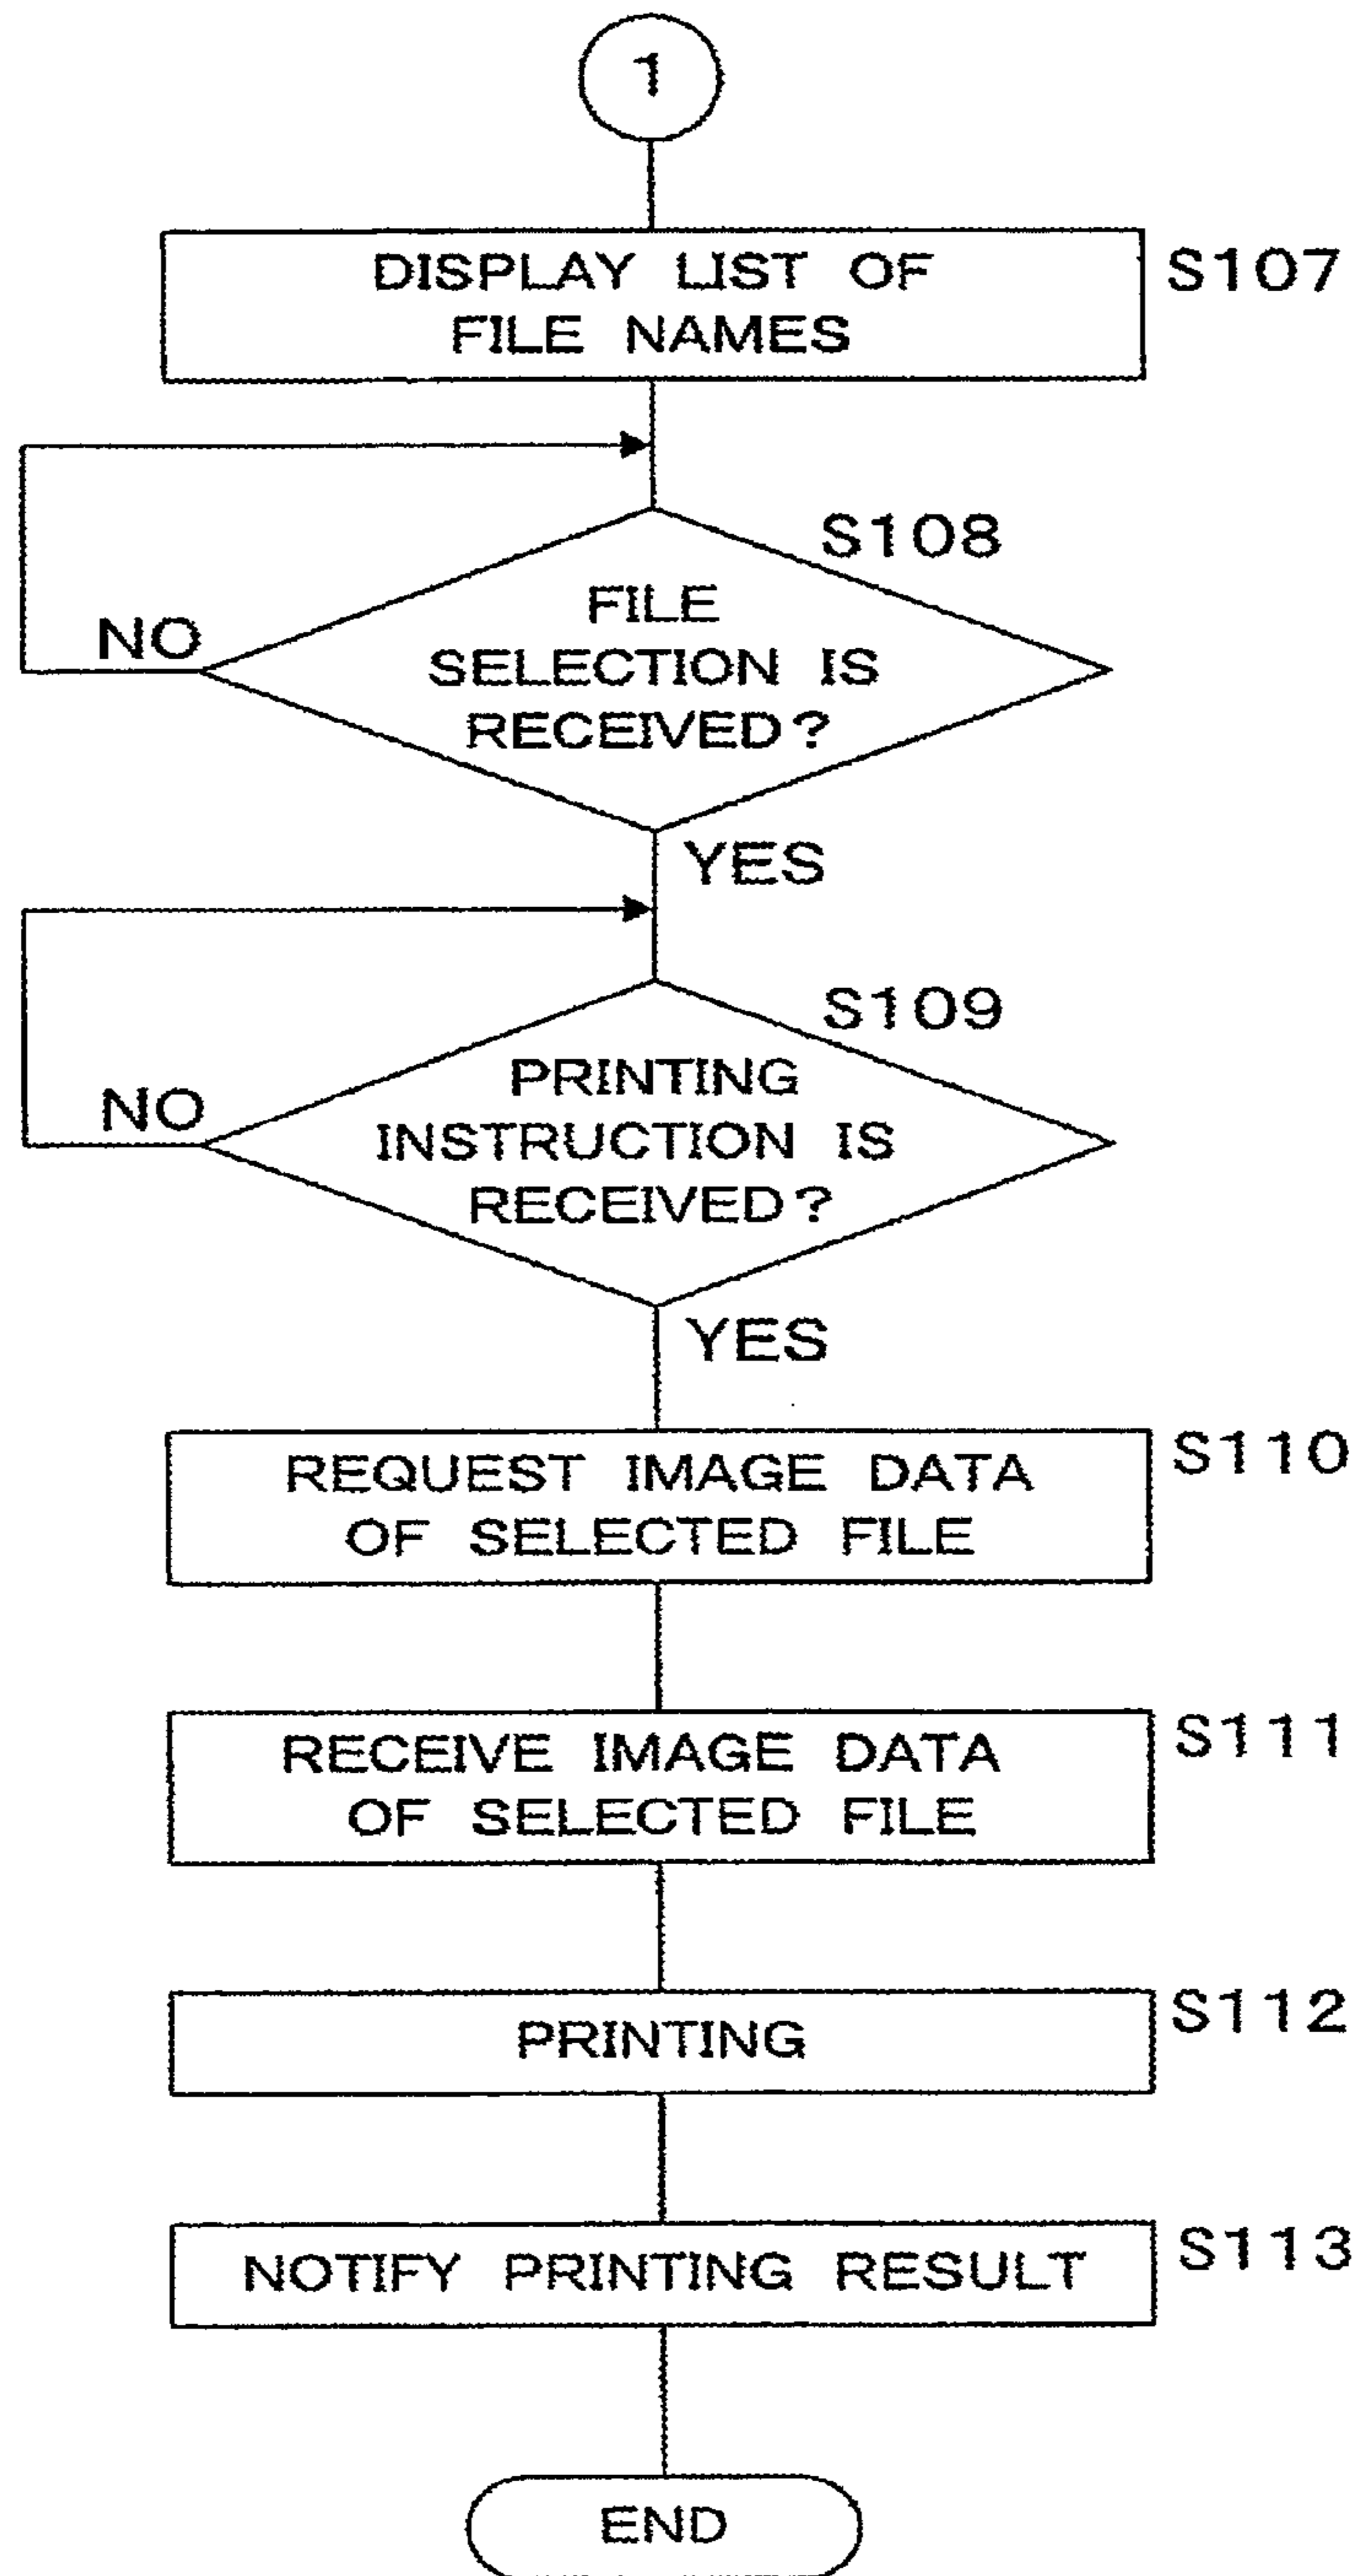 1
DISPLAY LIST OF
FILE NAMES
S107
S108
FILE
SELECTION IS
RECEIVED?
NO
YES
S109
PRINTING
INSTRUCTION IS
RECEIVED?
NO
YES
REQUEST IMAGE DATA
OF SELECTED FILE
S110
RECEIVE IMAGE DATA
OF SELECTED FILE
S111
PRINTING
S112
NOTIFY PRINTING RESULT
S113
END